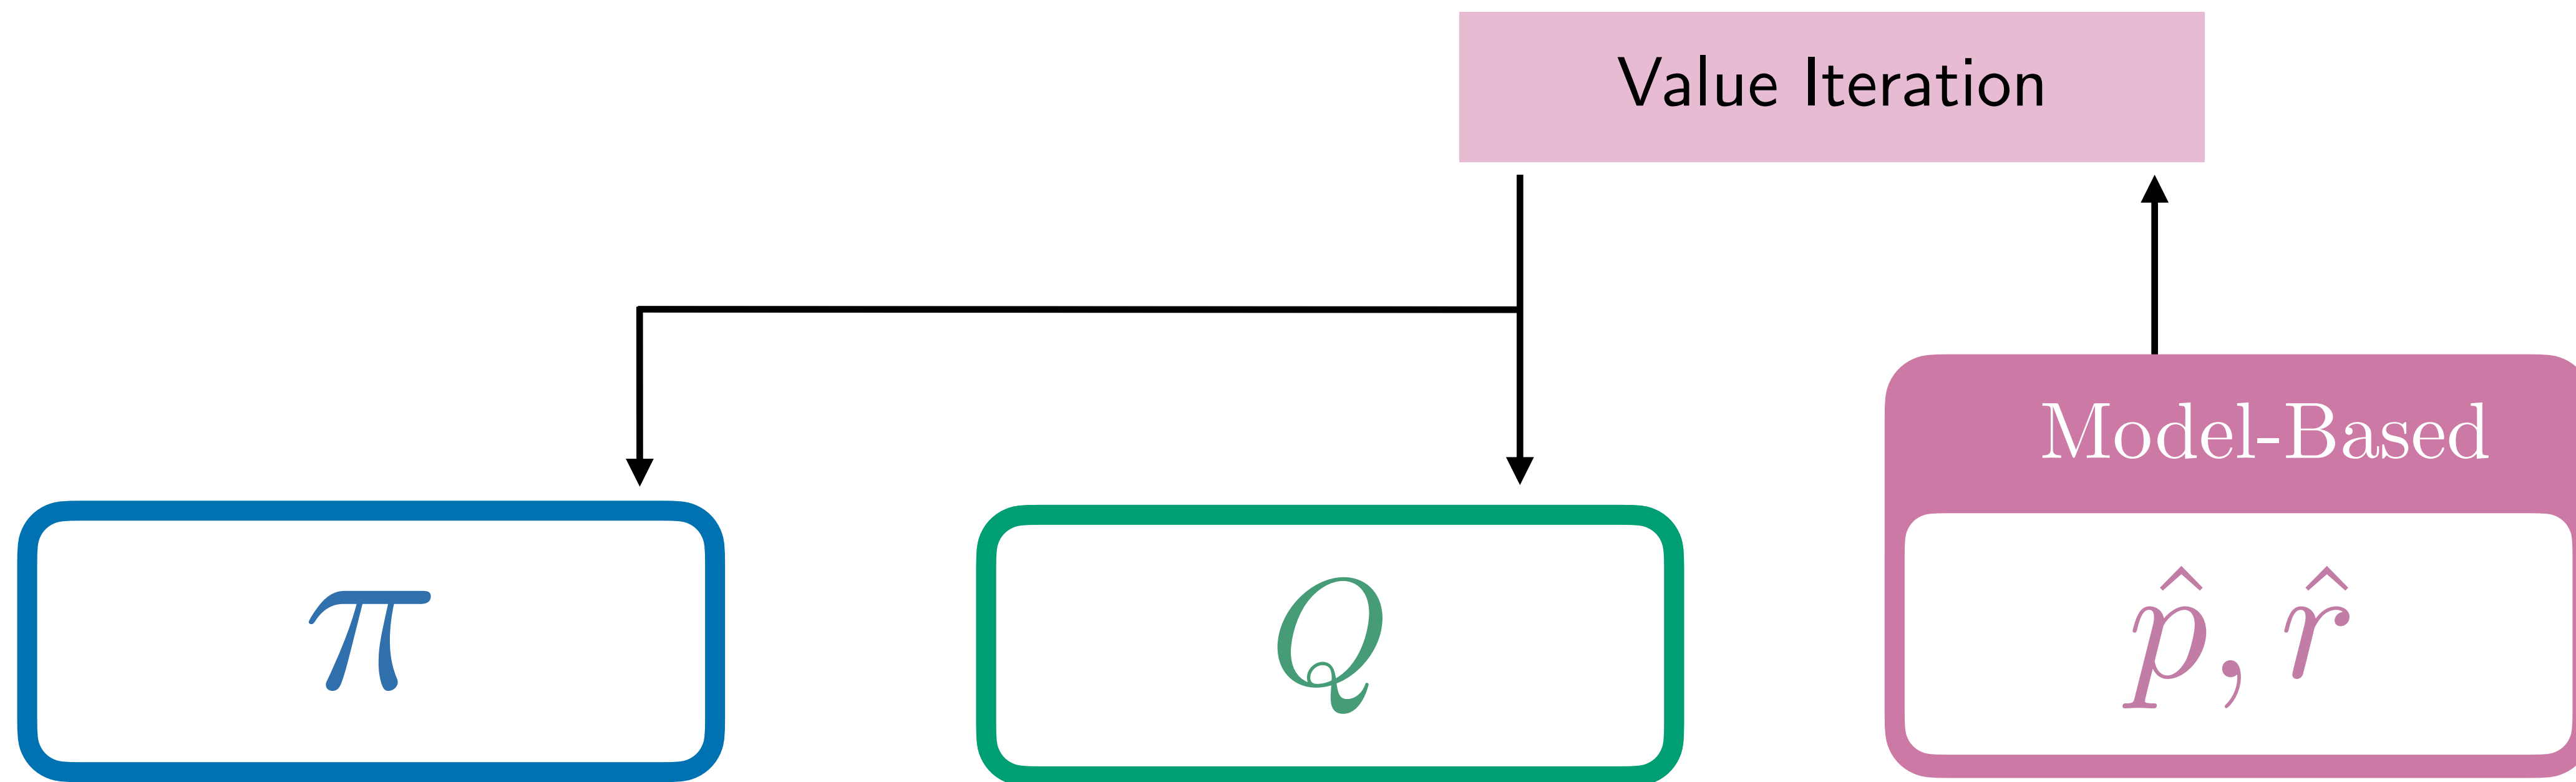 Value Iteration
Model-Based
π
Q
p̂, r̂